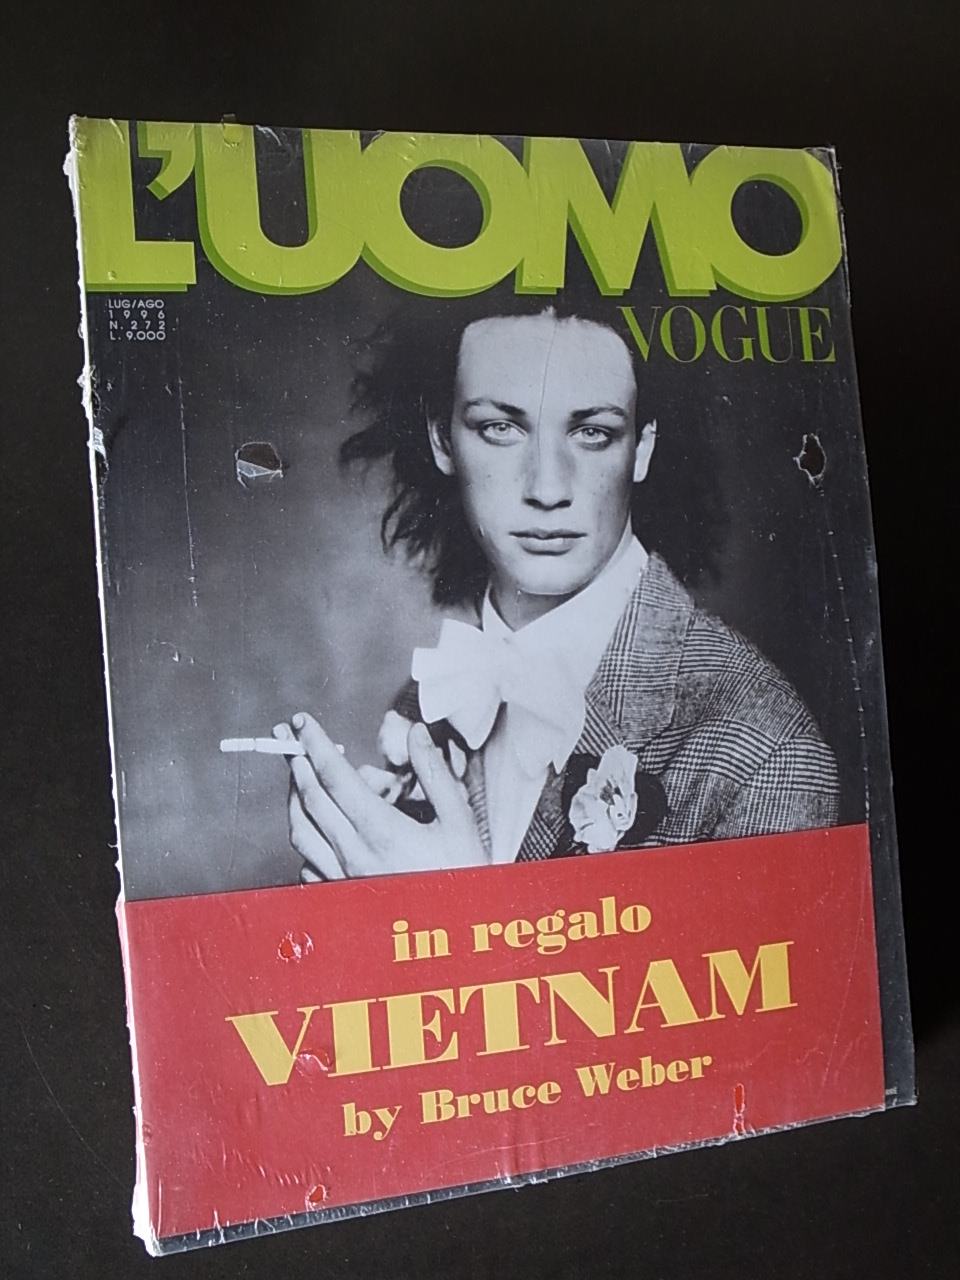 L'UOMO
VOGUE
LUG/AGO
1996
N. 272
L. 9.000
in regalo
VIETNAM
by Bruce Weber